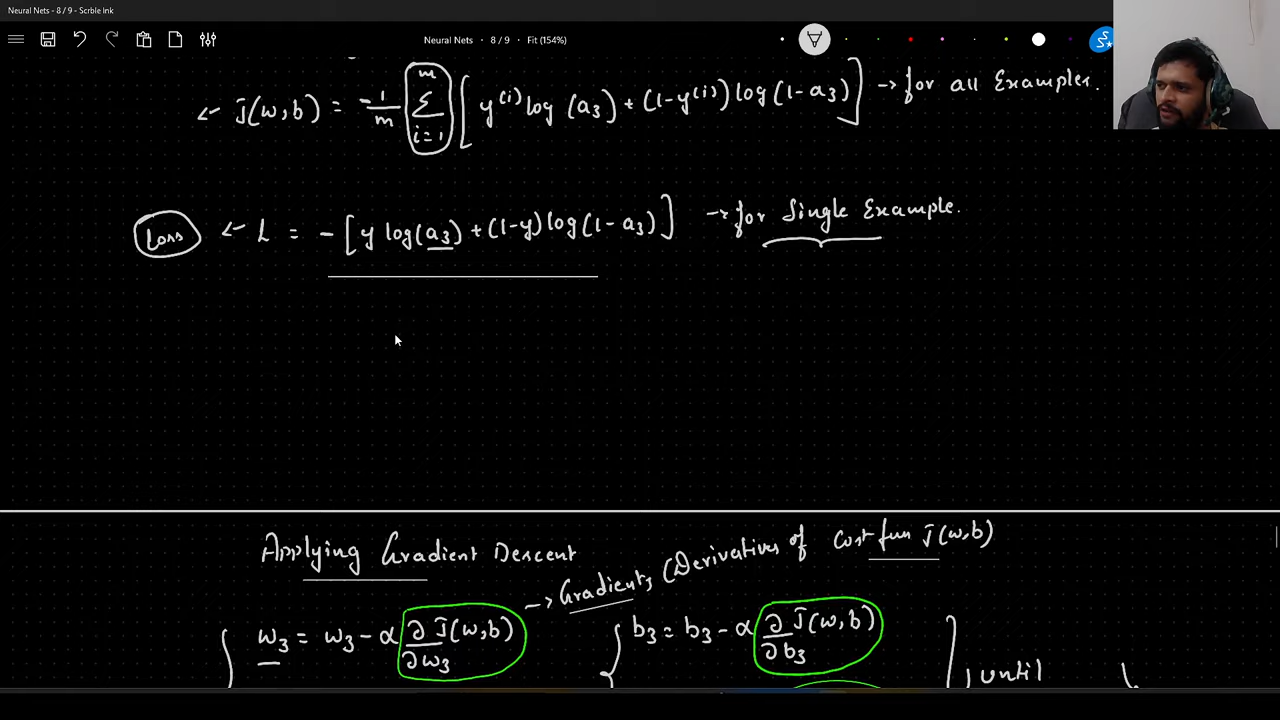 Neural Nets - 8 / 9 - Scrble Ink
Neural Nets • 8 / 9 • Fit (154%)
← J(w,b) = -1/m Σ_{i=1}^{m} [ y^(i) log (a3) + (1-y^(i)) log (1-a3) ] → for all Examples.
Loss ← L = - [ y log(a3) + (1-y) log(1-a3) ] → for Single Example.
Applying Gradient Descent
→ Gradients (Derivatives of Cost fun J(w,b)
w3 = w3 - α ∂J(w,b)/∂w3
b3 = b3 - α ∂J(w,b)/∂b3
until